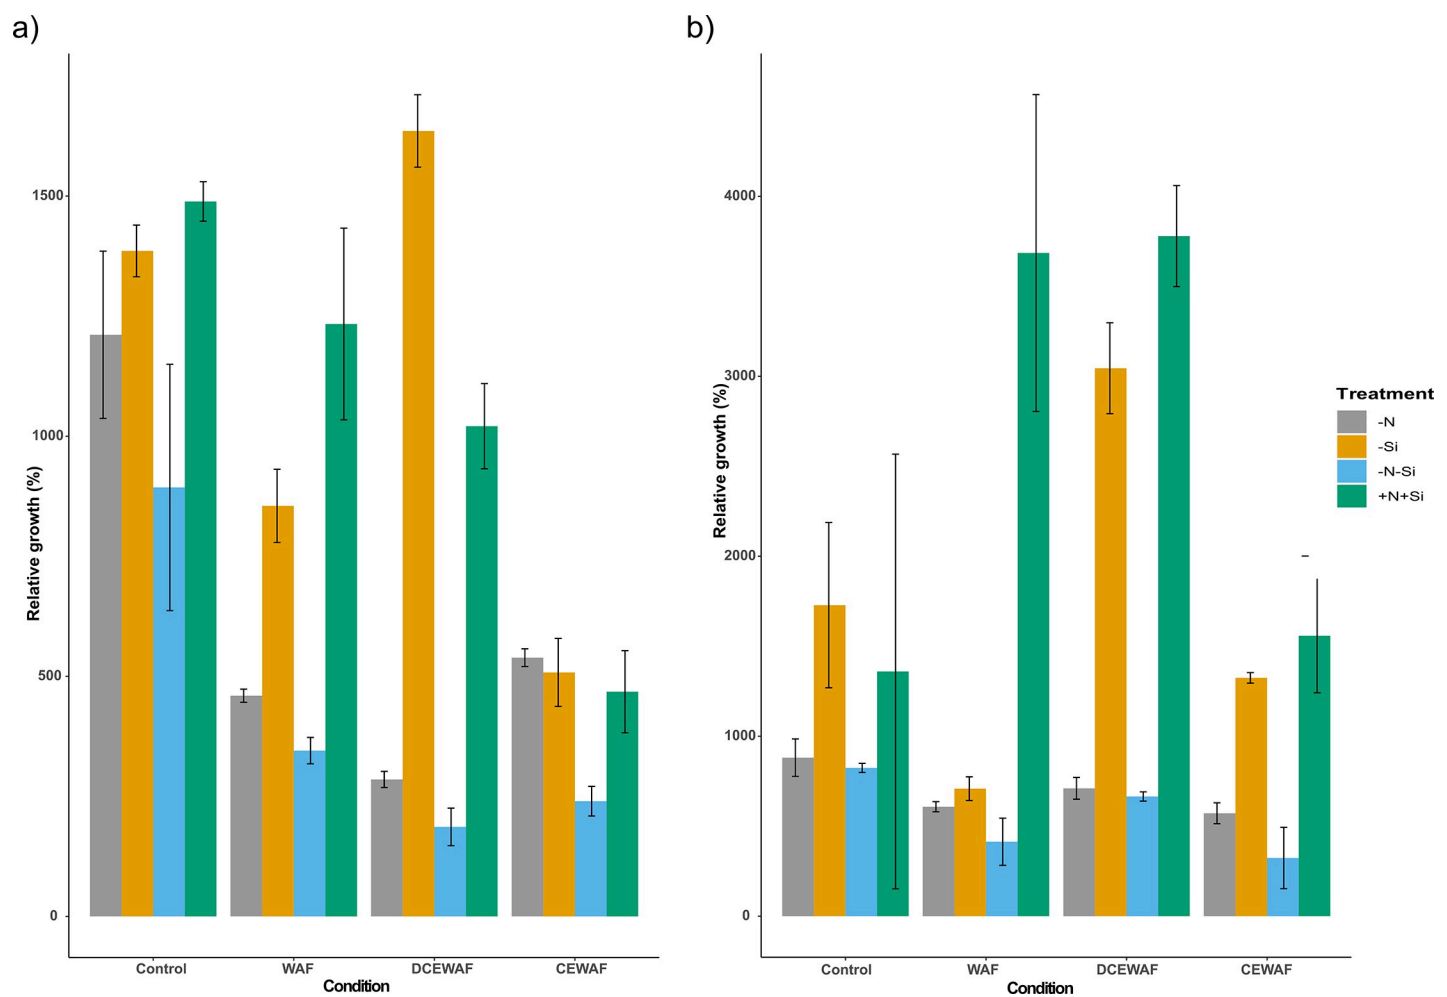 a)
Relative growth (%)
1500
1000
500
0
Control WAF DCEWAF CEWAF
Condition
b)
Relative growth (%)
4000
3000
2000
1000
0
Control WAF DCEWAF CEWAF
Condition
Treatment
-N
-Si
-N-Si
+N+Si